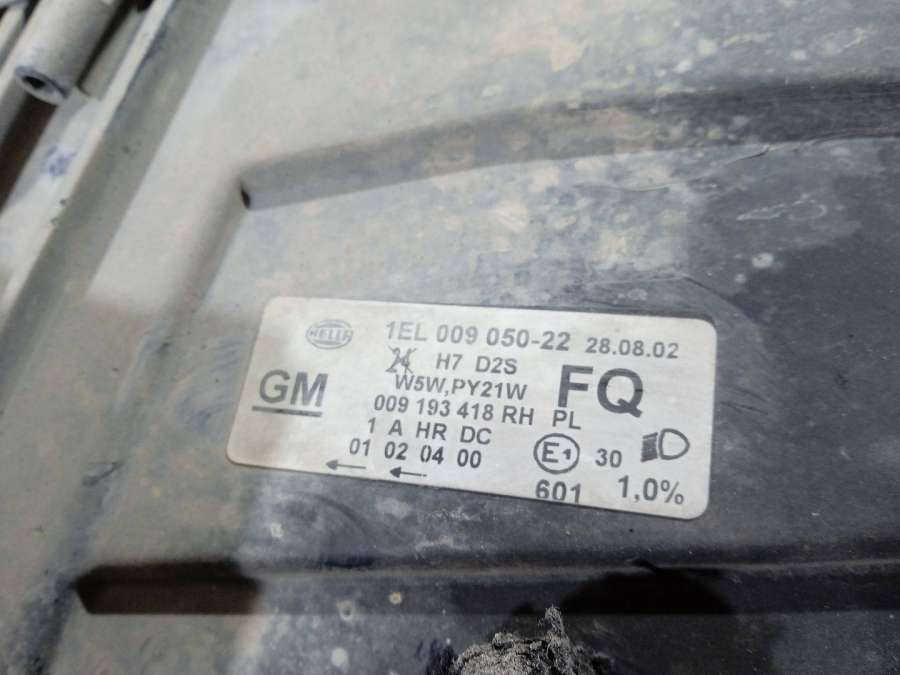 HELLA
1EL 009 050-22 28.08.02
24 H7 D2S
GM
W5W,PY21W
FQ
009 193 418 RH PL
1 A HR DC
01 02 04 00
E1
30
601
1,0%